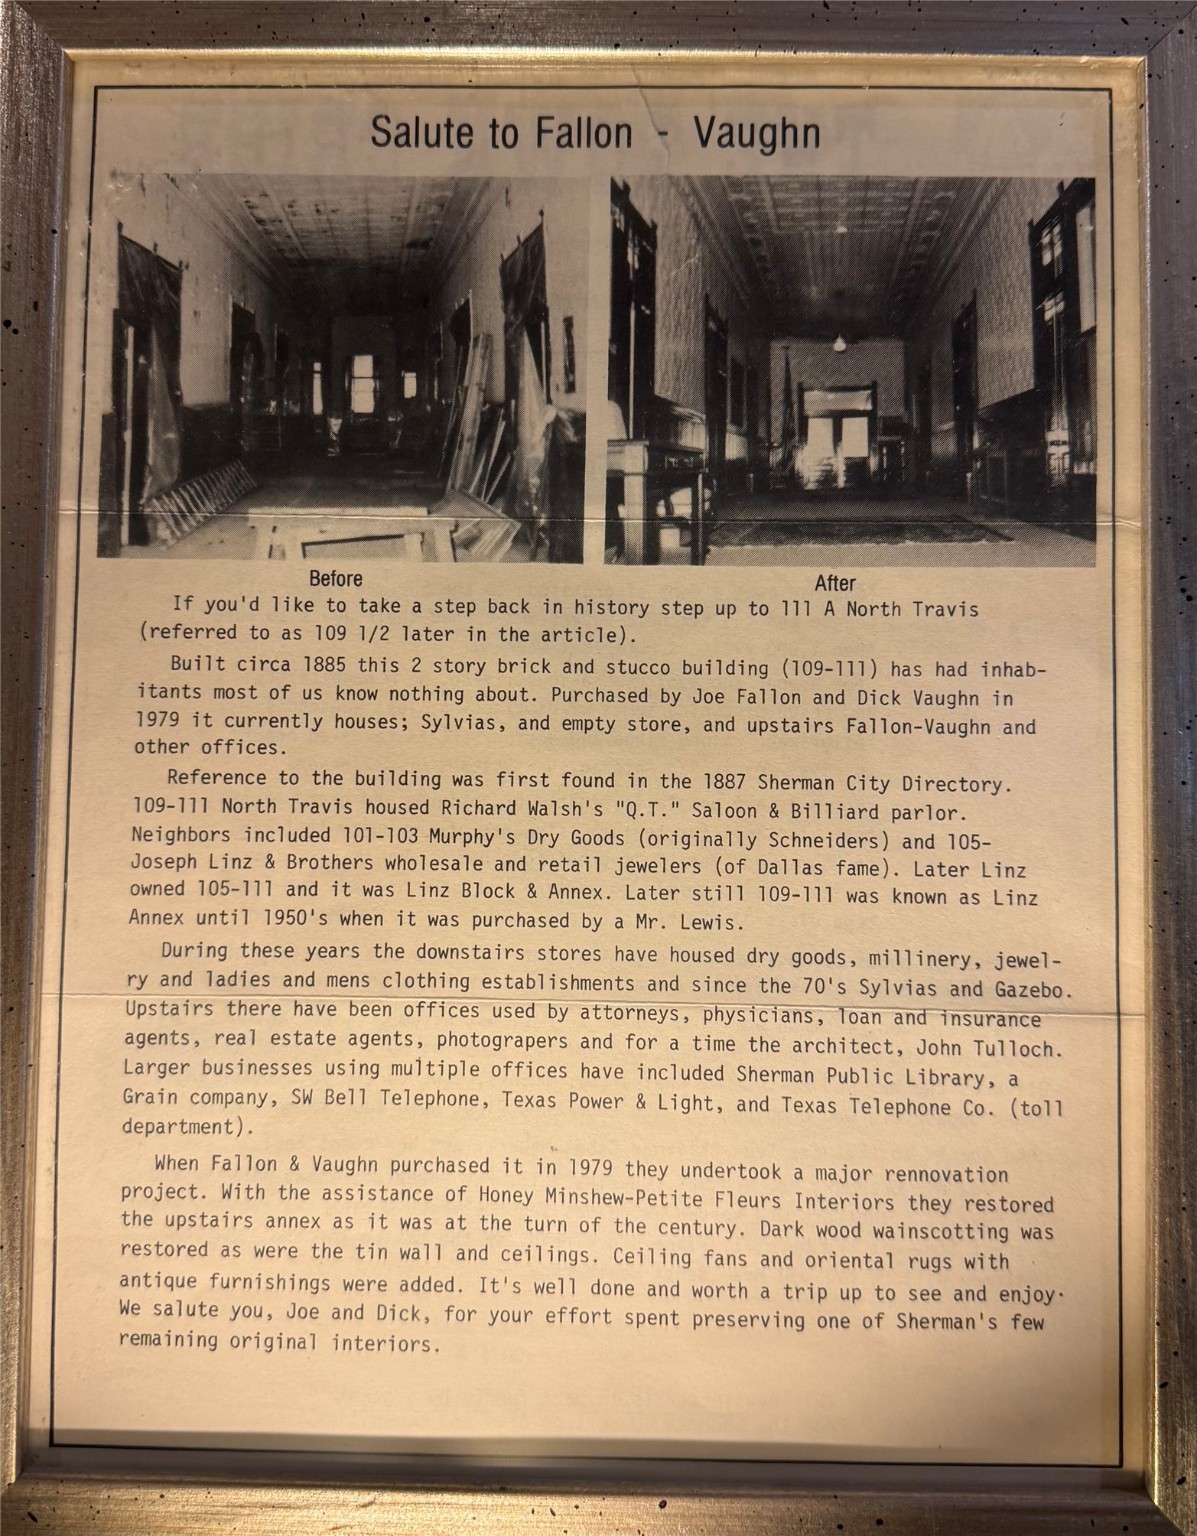 Salute to Fallon - Vaughn
Before
After
If you'd like to take a step back in history step up to 111 A North Travis
(referred to as 109 1/2 later in the article).
Built circa 1885 this 2 story brick and stucco building (109-111) has had inhab-
itants most of us know nothing about. Purchased by Joe Fallon and Dick Vaughn in
1979 it currently houses; Sylvias, and empty store, and upstairs Fallon-Vaughn and
other offices.
Reference to the building was first found in the 1887 Sherman City Directory.
109-111 North Travis housed Richard Walsh's "Q.T." Saloon & Billiard parlor.
Neighbors included 101-103 Murphy's Dry Goods (originally Schneiders) and 105-
Joseph Linz & Brothers wholesale and retail jewelers (of Dallas fame). Later Linz
owned 105-111 and it was Linz Block & Annex. Later still 109-111 was known as Linz
Annex until 1950's when it was purchased by a Mr. Lewis.
During these years the downstairs stores have housed dry goods, millinery, jewel-
ry and ladies and mens clothing establishments and since the 70's Sylvias and Gazebo.
Upstairs there have been offices used by attorneys, physicians, loan and insurance
agents, real estate agents, photograpers and for a time the architect, John Tulloch.
Larger businesses using multiple offices have included Sherman Public Library, a
Grain company, SW Bell Telephone, Texas Power & Light, and Texas Telephone Co. (toll
department).
When Fallon & Vaughn purchased it in 1979 they undertook a major rennovation
project. With the assistance of Honey Minshew-Petite Fleurs Interiors they restored
the upstairs annex as it was at the turn of the century. Dark wood wainscotting was
restored as were the tin wall and ceilings. Ceiling fans and oriental rugs with
antique furnishings were added. It's well done and worth a trip up to see and enjoy.
We salute you, Joe and Dick, for your effort spent preserving one of Sherman's few
remaining original interiors.